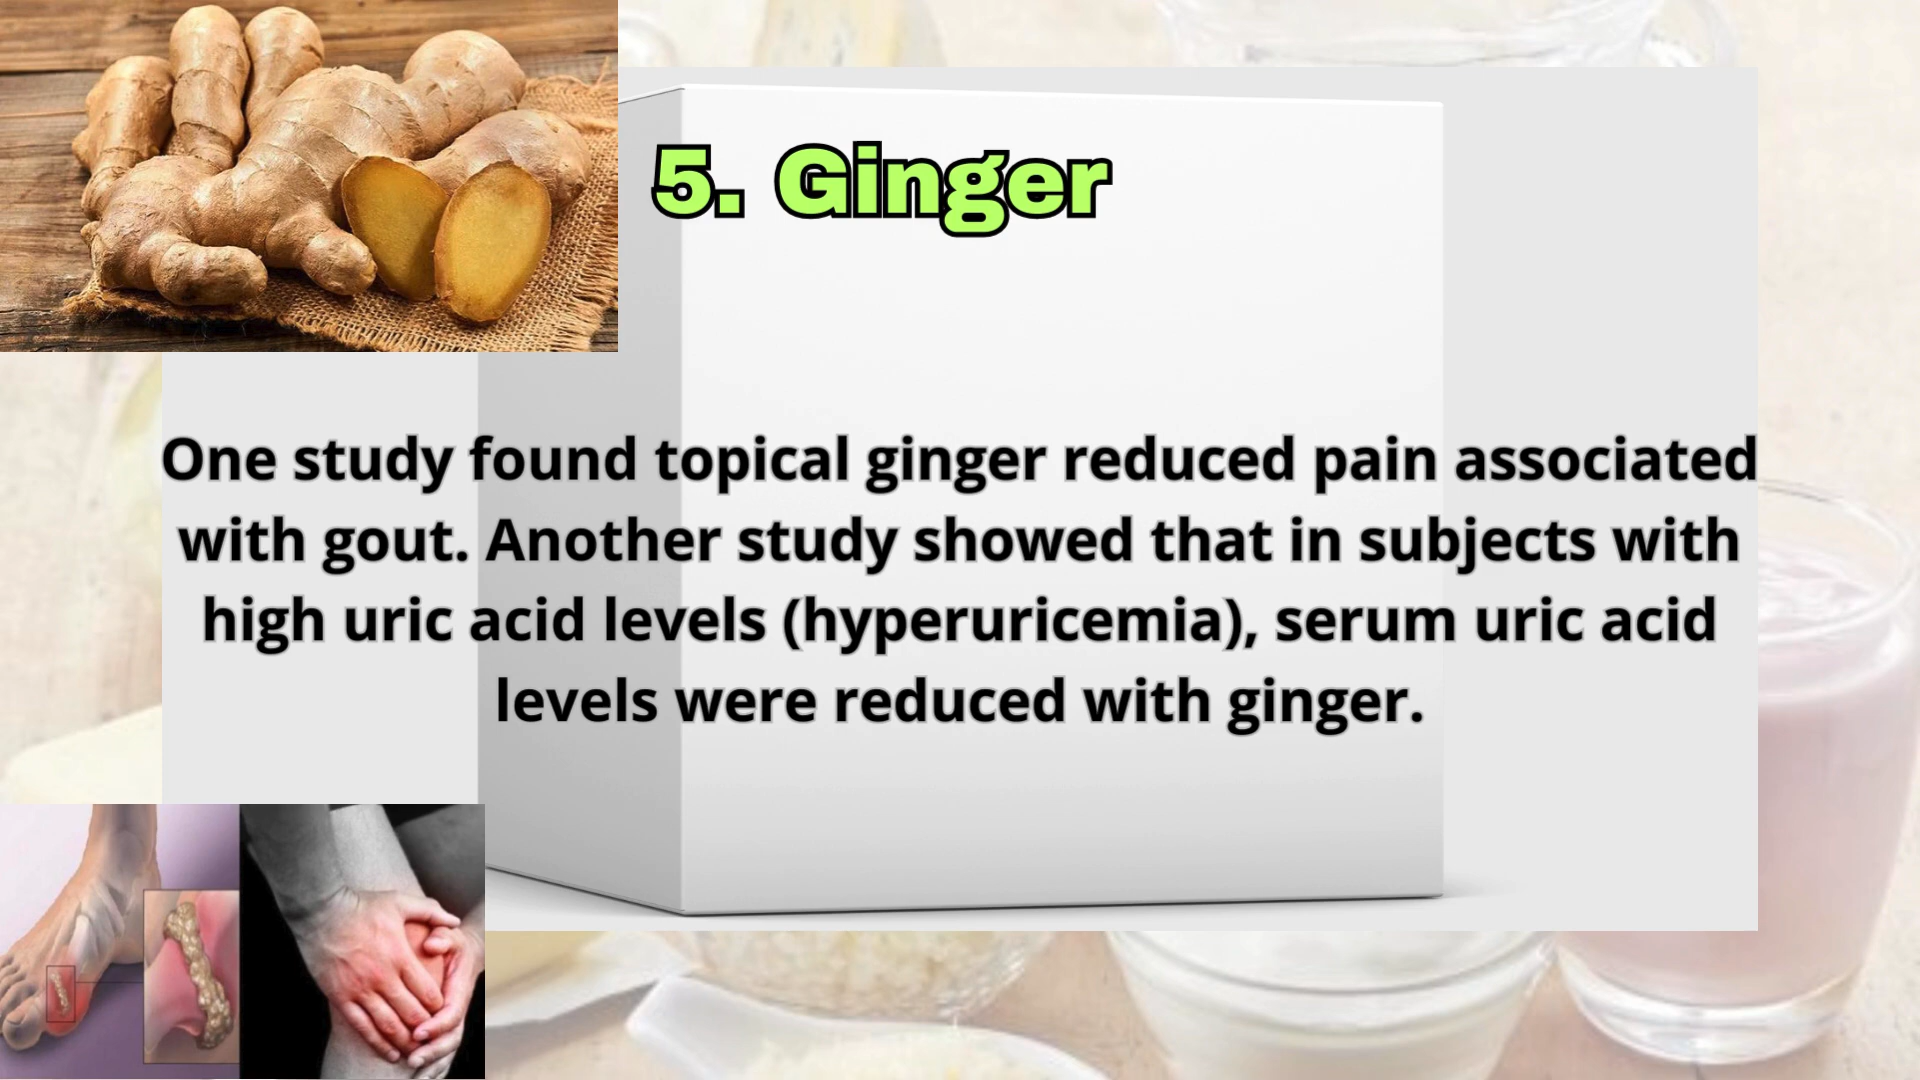 5. Ginger
One study found topical ginger reduced pain associated
with gout. Another study showed that in subjects with
high uric acid levels (hyperuricemia), serum uric acid
levels were reduced with ginger.